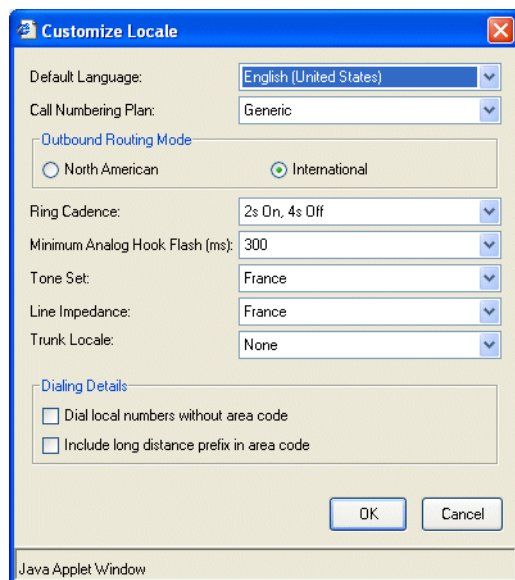 Customize Locale
Default Language: English (United States)
Call Numbering Plan: Generic
Outbound Routing Mode
North American International
Ring Cadence: 2s On, 4s Off
Minimum Analog Hook Flash (ms): 300
Tone Set: France
Line Impedance: France
Trunk Locale: None
Dialing Details
Dial local numbers without area code
Include long distance prefix in area code
OK Cancel
Java Applet Window